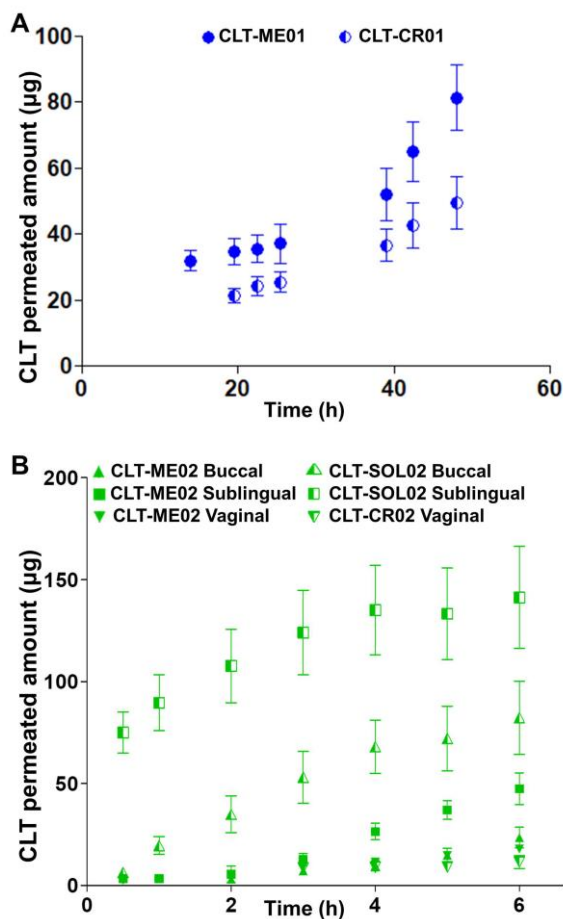 A
CLT-ME01 CLT-CR01
100
80
60
40
20
0
CLT permeated amount (µg)
0 20 40 60
Time (h)
B
CLT-ME02 Buccal CLT-SOL02 Buccal
CLT-ME02 Sublingual CLT-SOL02 Sublingual
CLT-ME02 Vaginal CLT-CR02 Vaginal
200
150
100
50
0
CLT permeated amount (µg)
0 2 4 6
Time (h)